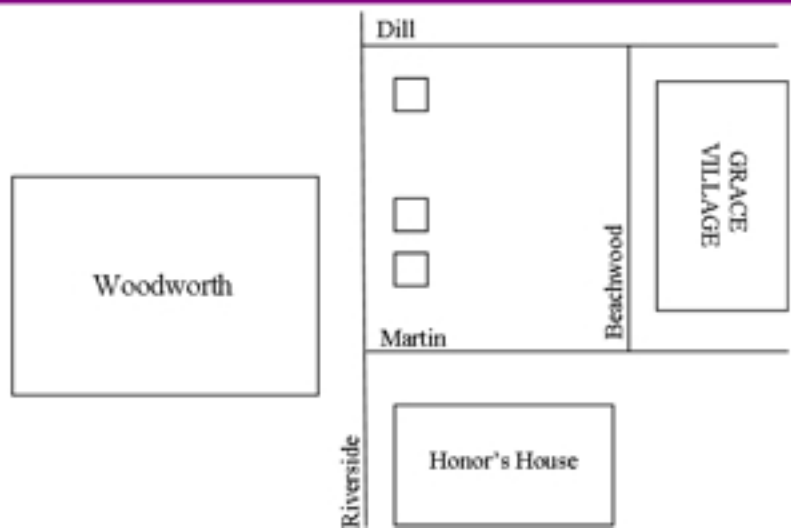 Dill
GRACE
VILLAGE
Beachwood
Woodworth
Martin
Riverside
Honor's House